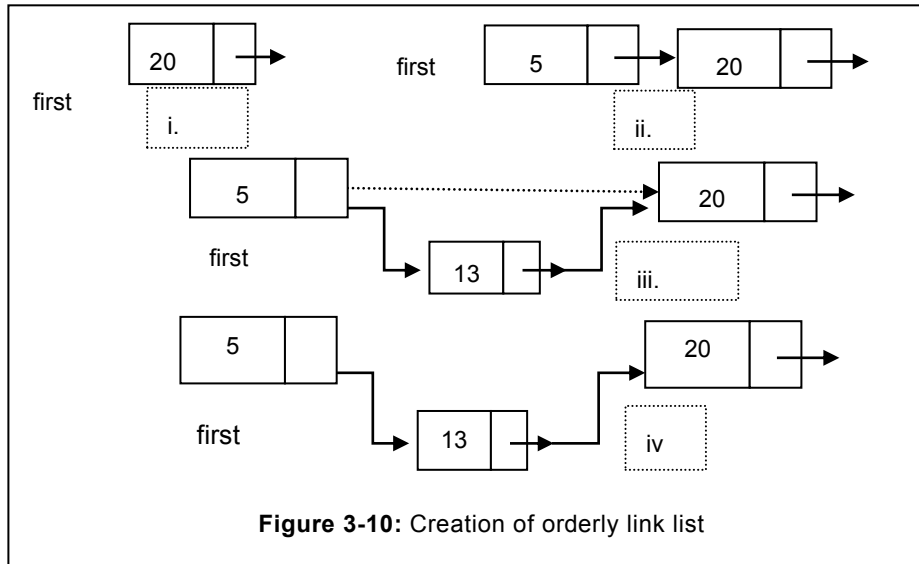 20
first
5
20
first
i.
ii.
5
20
first
13
iii.
5
20
first
13
iv
Figure 3-10: Creation of orderly link list